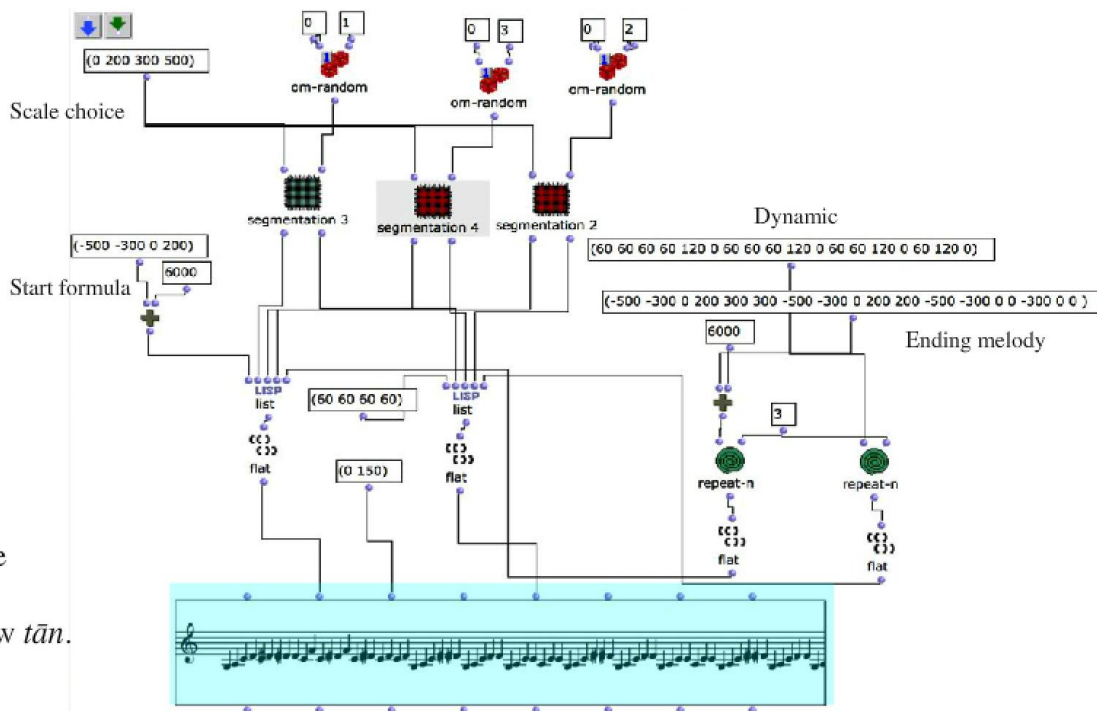 0 1
0 3
0 2
(0 200 300 500)
om-random
om-random
om-random
Scale choice
segmentation 3
segmentation 4
segmentation 2
Dynamic
(-500 -300 0 200)
(60 60 60 60 120 0 60 60 60 120 0 60 60 120 0 60 120 0)
6000
Start formula
(-500 -300 0 200 300 300 -500 -300 0 200 200 -500 -300 0 0 -300 0 0 )
6000
Ending melody
LISP
list
(60 60 60 60)
LISP
list
3
flat
(0 150)
flat
repeat-n
repeat-n
flat
flat
e
w tān.